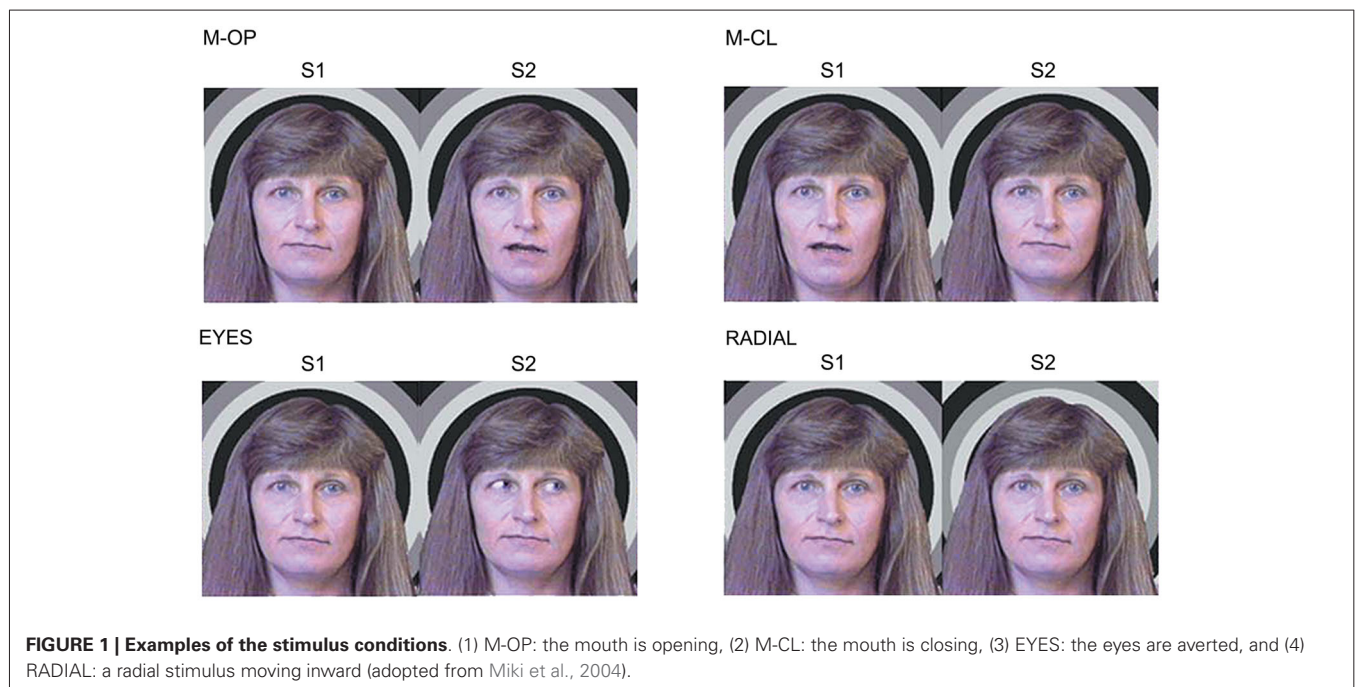 M-OP
S1 S2
M-CL
S1 S2
EYES
S1 S2
RADIAL
S1 S2
FIGURE 1 | Examples of the stimulus conditions. (1) M-OP: the mouth is opening, (2) M-CL: the mouth is closing, (3) EYES: the eyes are averted, and (4)
RADIAL: a radial stimulus moving inward (adopted from Miki et al., 2004).